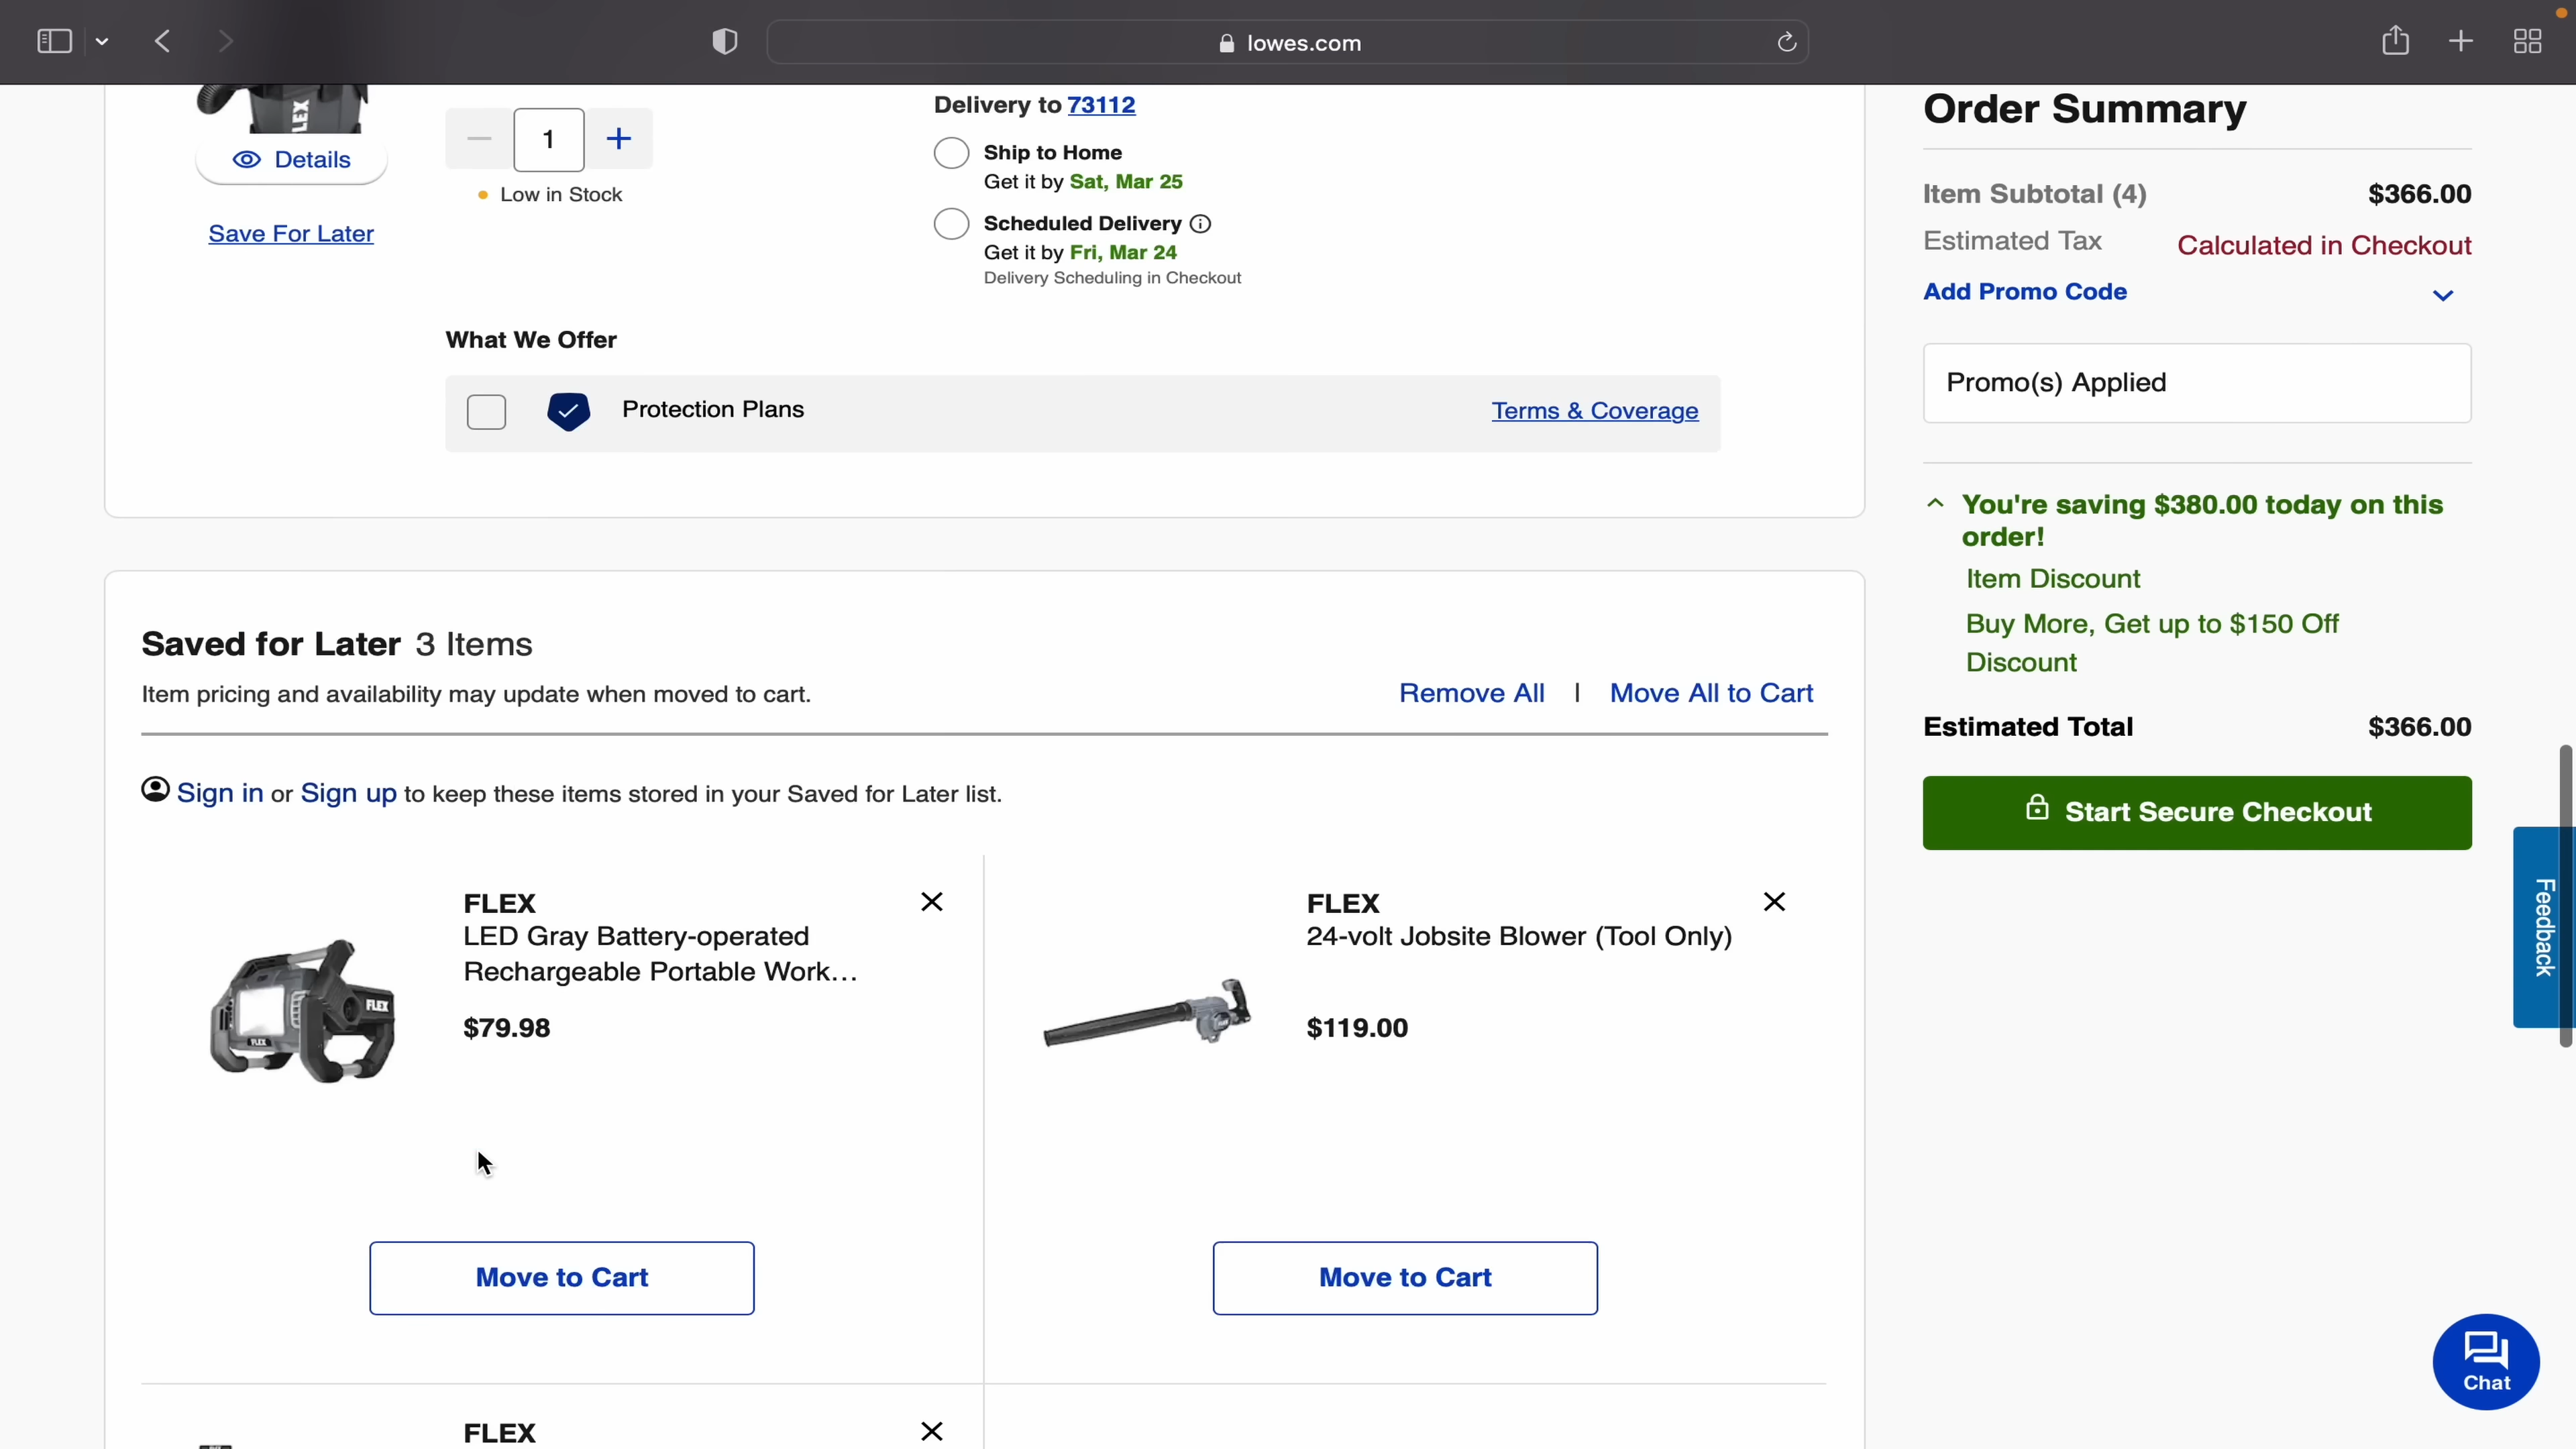 lowes.com
FLEX
Details
Save For Later
1
Low in Stock
Delivery to 73112
Ship to Home
Get it by Sat, Mar 25
Scheduled Delivery
Get it by Fri, Mar 24
Delivery Scheduling in Checkout
What We Offer
Protection Plans
Terms & Coverage
Order Summary
Item Subtotal (4) $366.00
Estimated Tax Calculated in Checkout
Add Promo Code
Promo(s) Applied
You're saving $380.00 today on this
order!
Item Discount
Buy More, Get up to $150 Off
Discount
Estimated Total $366.00
Start Secure Checkout
Saved for Later 3 Items
Item pricing and availability may update when moved to cart.
Remove All | Move All to Cart
Sign in or Sign up to keep these items stored in your Saved for Later list.
FLEX
LED Gray Battery-operated
Rechargeable Portable Work...
$79.98
FLEX
FLEX
Move to Cart
FLEX
24-volt Jobsite Blower (Tool Only)
$119.00
Move to Cart
FLEX
Feedback
Chat